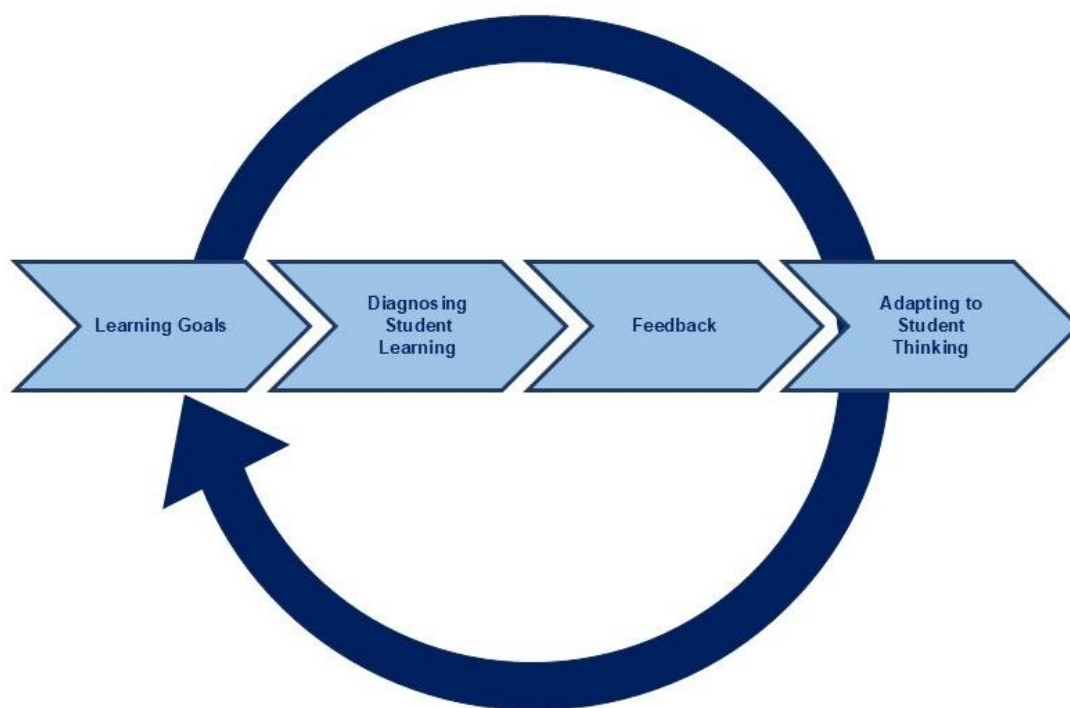 Learning Goals
Diagnosing
Student
Learning
Feedback
Adapting to
Student
Thinking